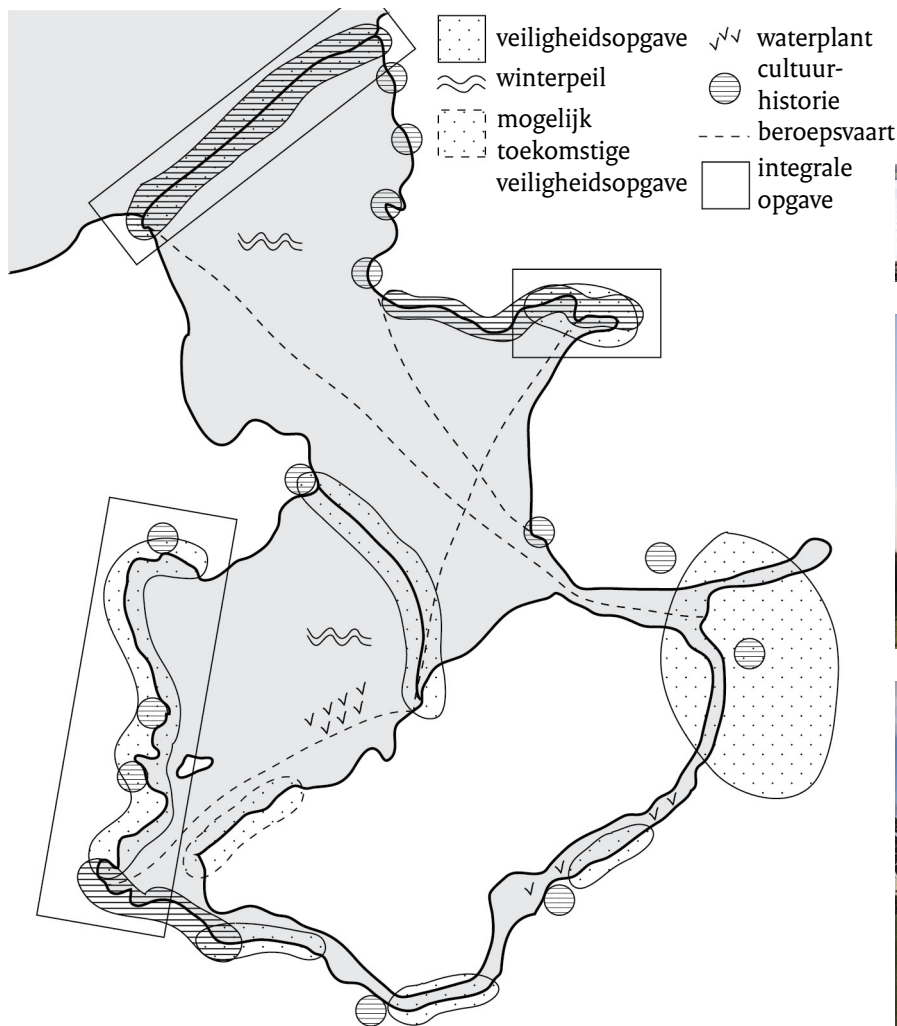 veiligheidsopgave
winterpeil
mogelijk
toekomstige
veiligheidsopgave
waterplant
cultuur-
historie
beroepsvaart
integrale
opgave